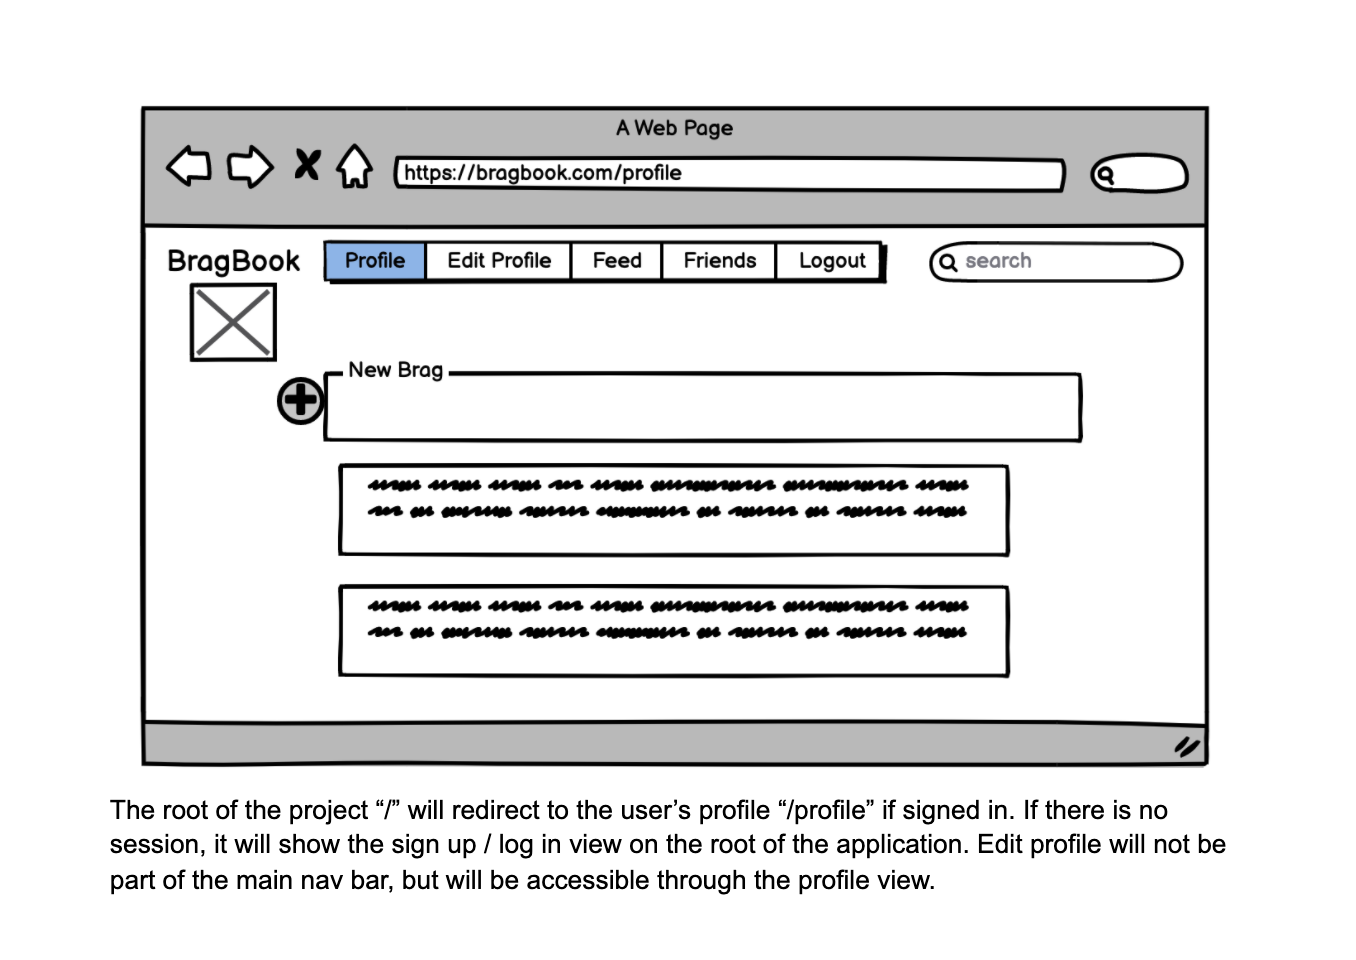 A Web Page
https://bragbook.com/profile
BragBook
Profile Edit Profile Feed Friends Logout
search
New Brag
The root of the project “/” will redirect to the user’s profile “/profile” if signed in. If there is no
session, it will show the sign up / log in view on the root of the application. Edit profile will not be
part of the main nav bar, but will be accessible through the profile view.